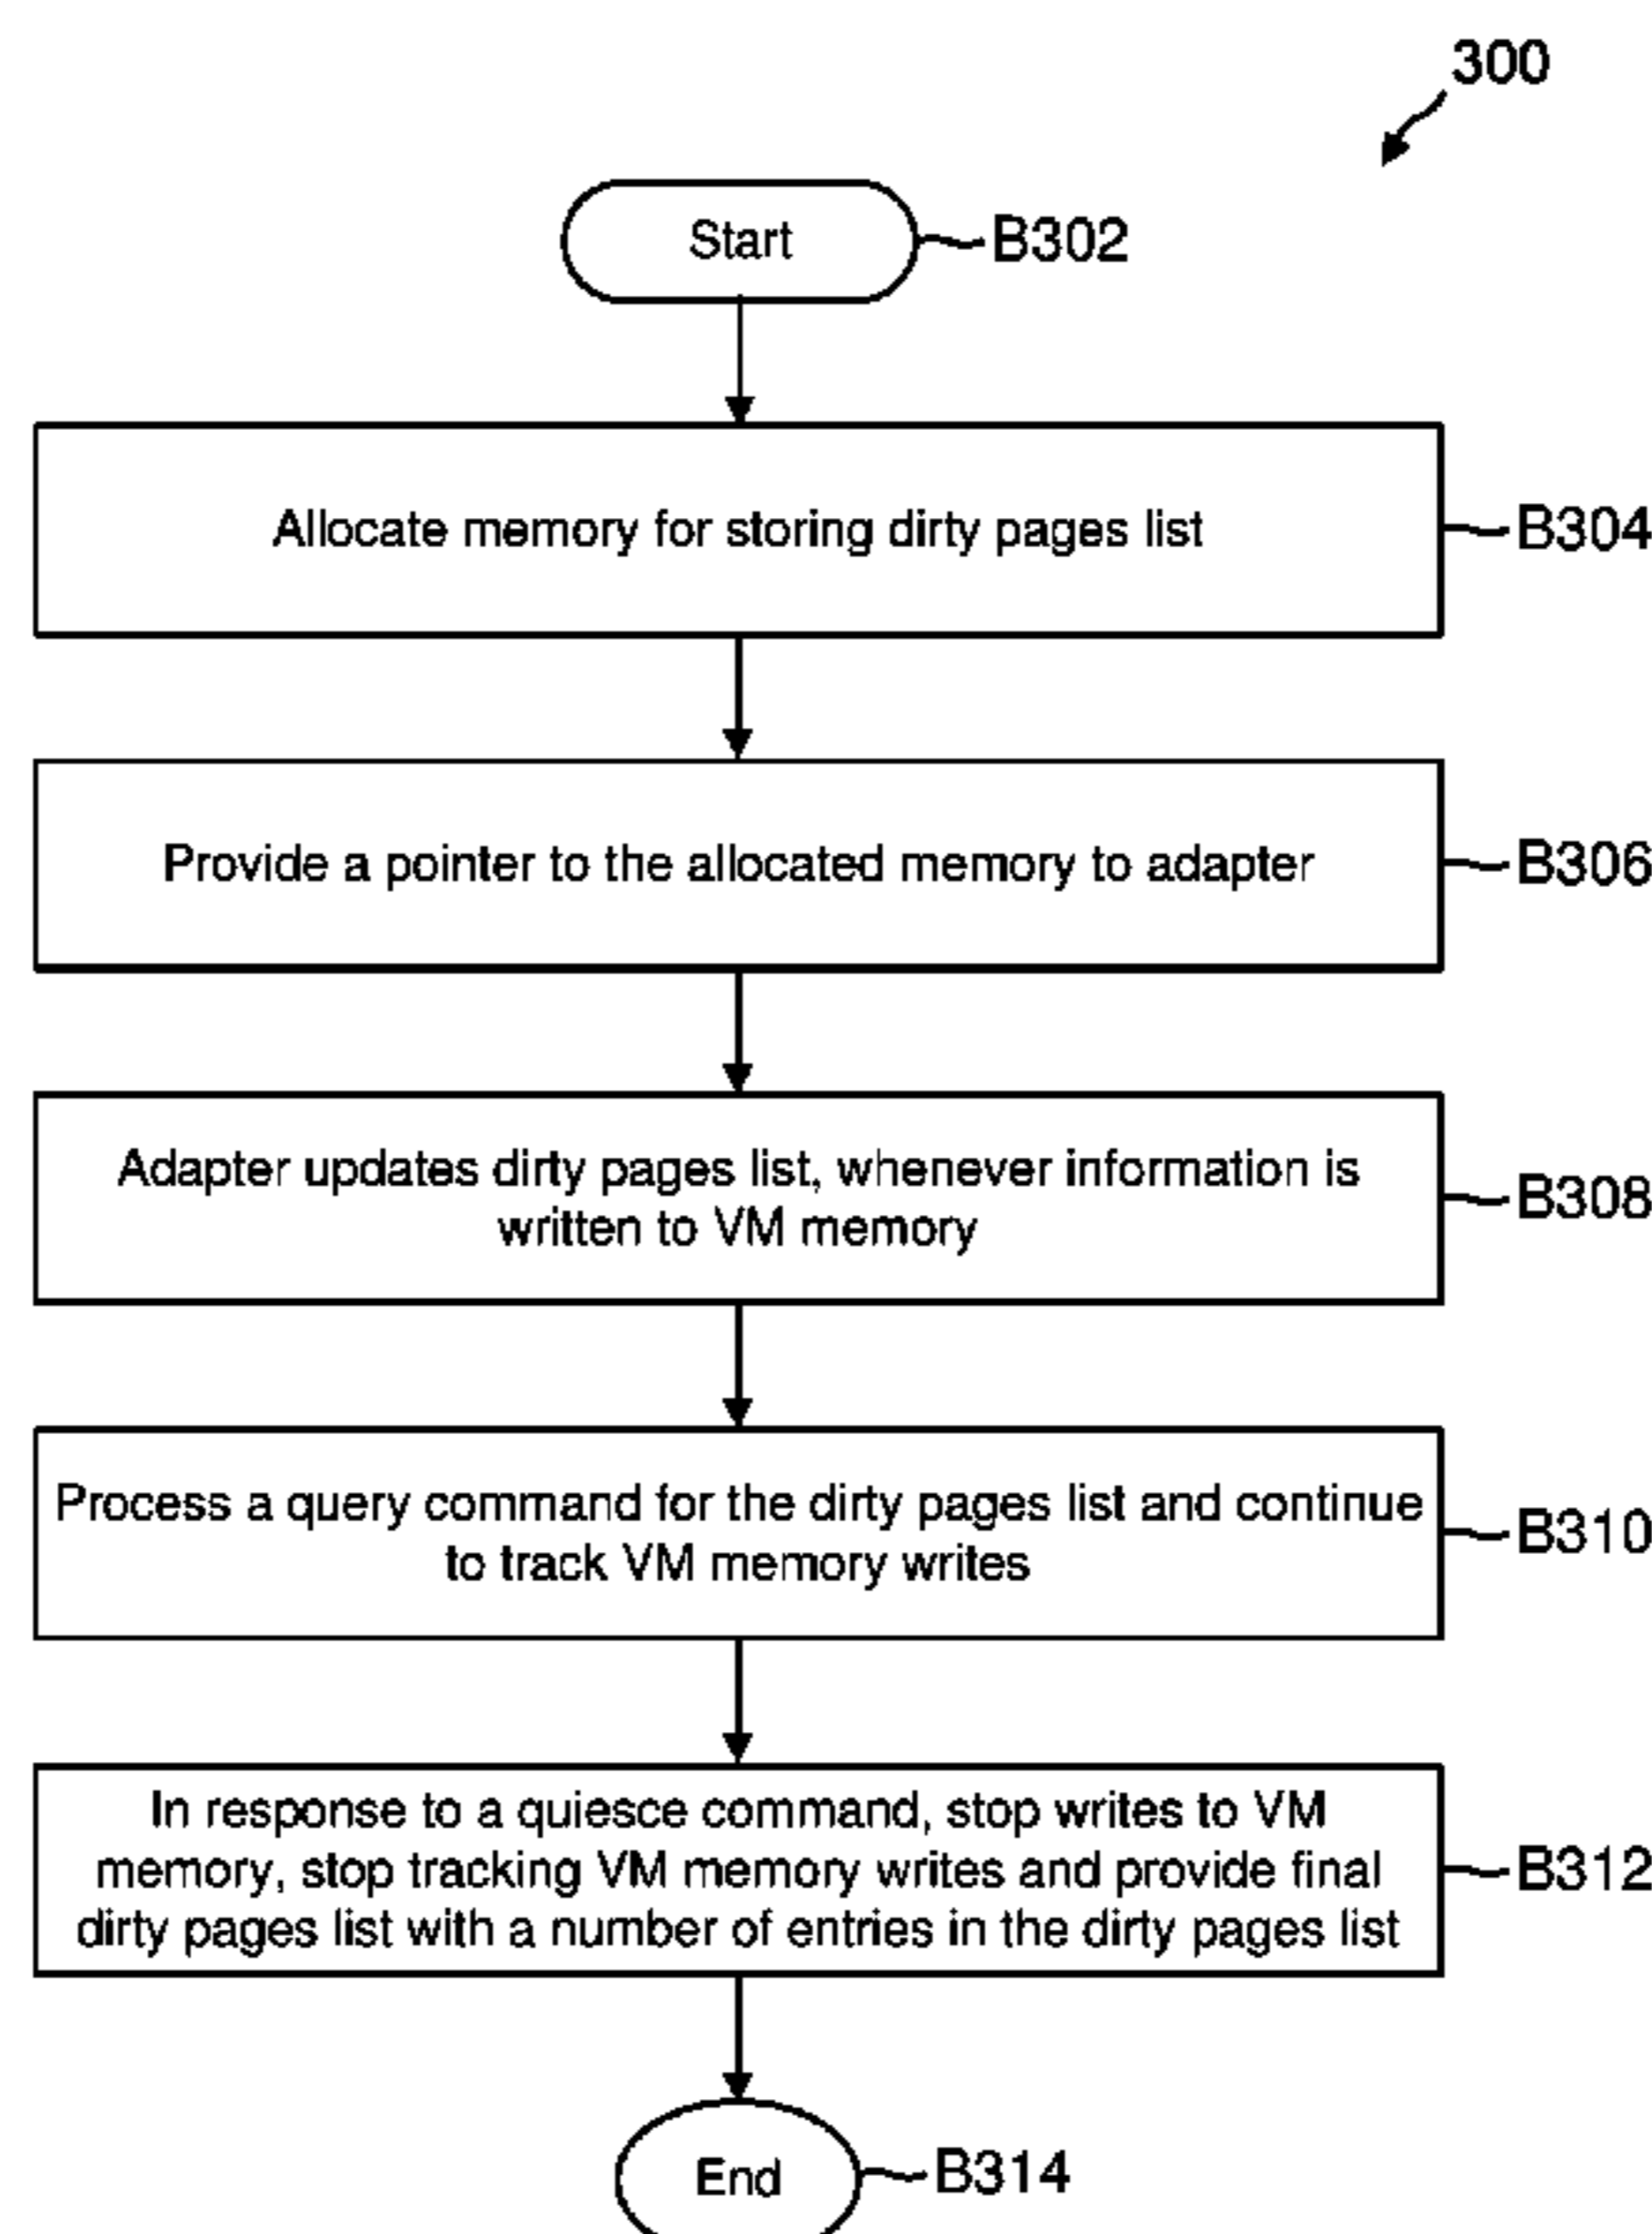 300
Start
B302
Allocate memory for storing dirty pages list
B304
Provide a pointer to the allocated memory to adapter
B306
Adapter updates dirty pages list, whenever information is
written to VM memory
B308
Process a query command for the dirty pages list and continue
to track VM memory writes
B310
In response to a quiesce command, stop writes to VM
memory, stop tracking VM memory writes and provide final
dirty pages list with a number of entries in the dirty pages list
B312
End
B314